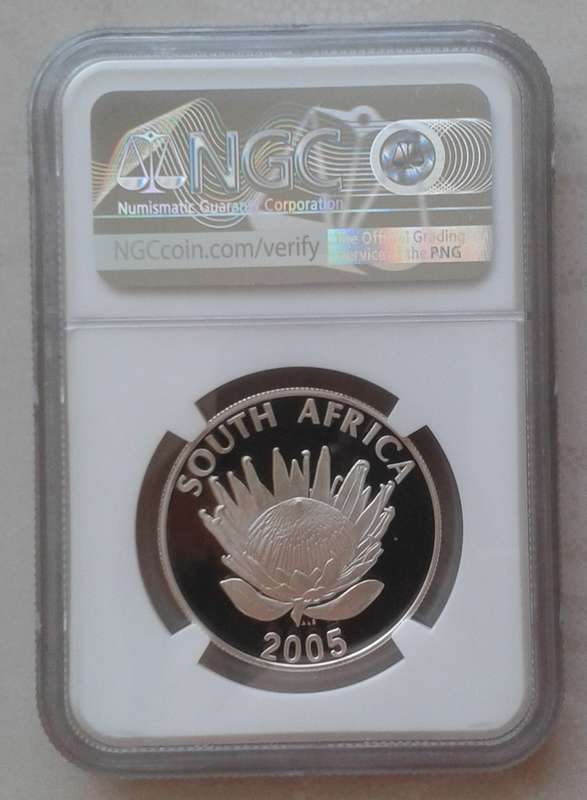 NGC
Numismatic Guaranty Corporation
NGCcoin.com/verify
The Official Grading
Service of the PNG
SOUTH AFRICA
2005